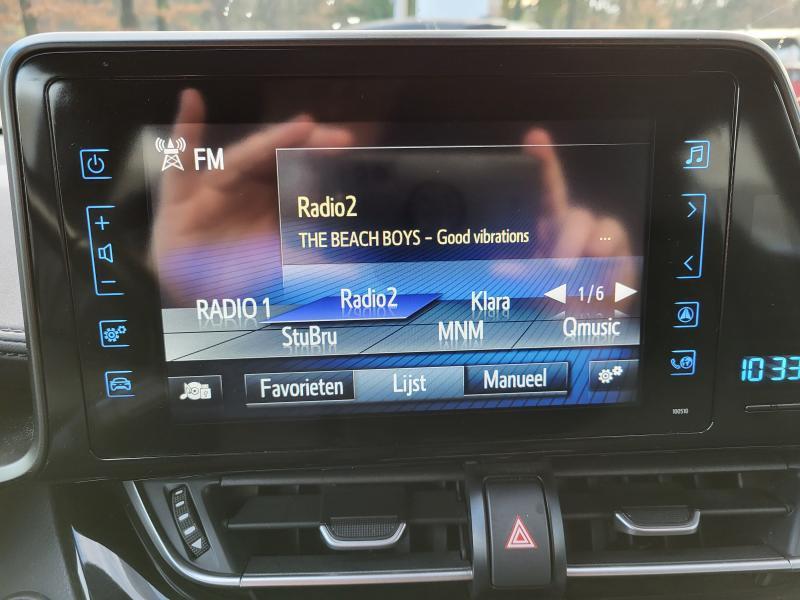 FM
Radio2
THE BEACH BOYS – Good vibrations ...
RADIO 1 Radio2 Klara 1/6
StuBru MNM Qmusic
Favorieten Lijst Manueel
10:33
100510